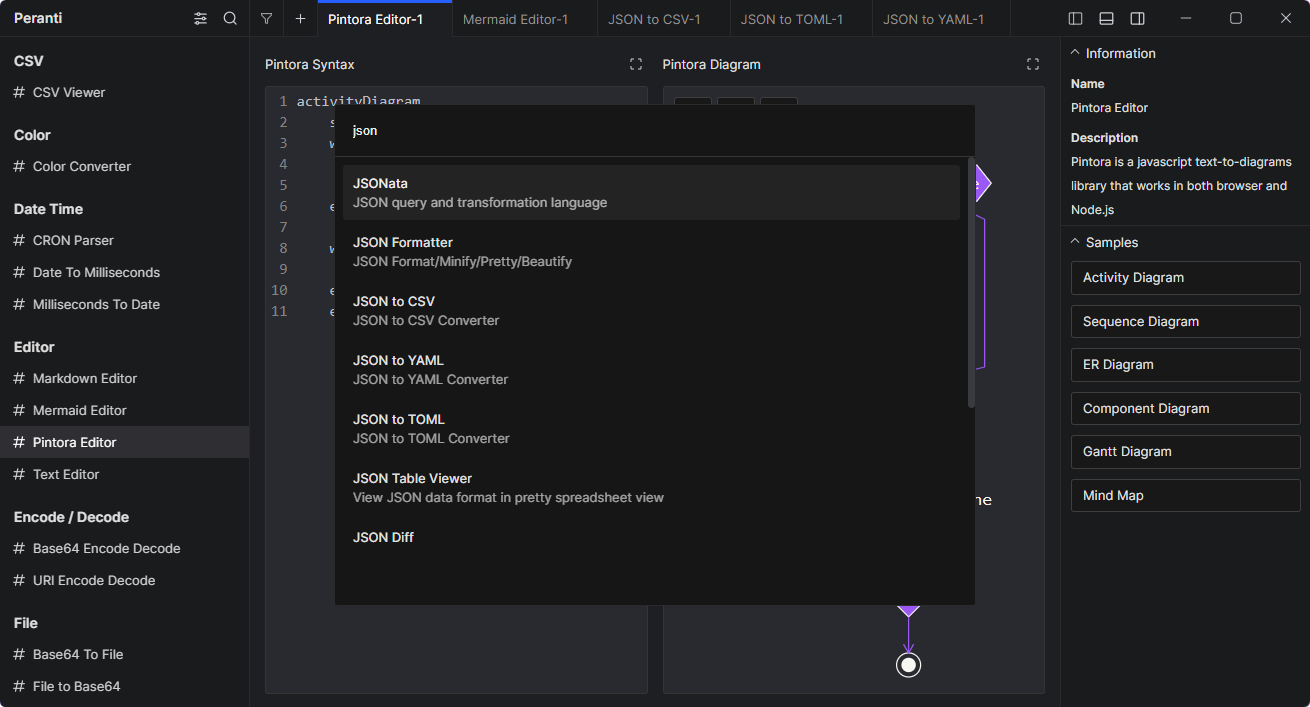 Peranti
Pintora Editor-1
Mermaid Editor-1
JSON to CSV-1
JSON to TOML-1
JSON to YAML-1
CSV
# CSV Viewer
Color
# Color Converter
Date Time
# CRON Parser
# Date To Milliseconds
# Milliseconds To Date
Editor
# Markdown Editor
# Mermaid Editor
# Pintora Editor
# Text Editor
Encode / Decode
# Base64 Encode Decode
# URI Encode Decode
File
# Base64 To File
# File to Base64
Pintora Syntax
1 activityDiagram
2
3
4
5
6
7
8
9
10
11
Pintora Diagram
json
JSONata
JSON query and transformation language
JSON Formatter
JSON Format/Minify/Pretty/Beautify
JSON to CSV
JSON to CSV Converter
JSON to YAML
JSON to YAML Converter
JSON to TOML
JSON to TOML Converter
JSON Table Viewer
View JSON data format in pretty spreadsheet view
JSON Diff
Information
Name
Pintora Editor
Description
Pintora is a javascript text-to-diagrams
library that works in both browser and
Node.js
Samples
Activity Diagram
Sequence Diagram
ER Diagram
Component Diagram
Gantt Diagram
Mind Map